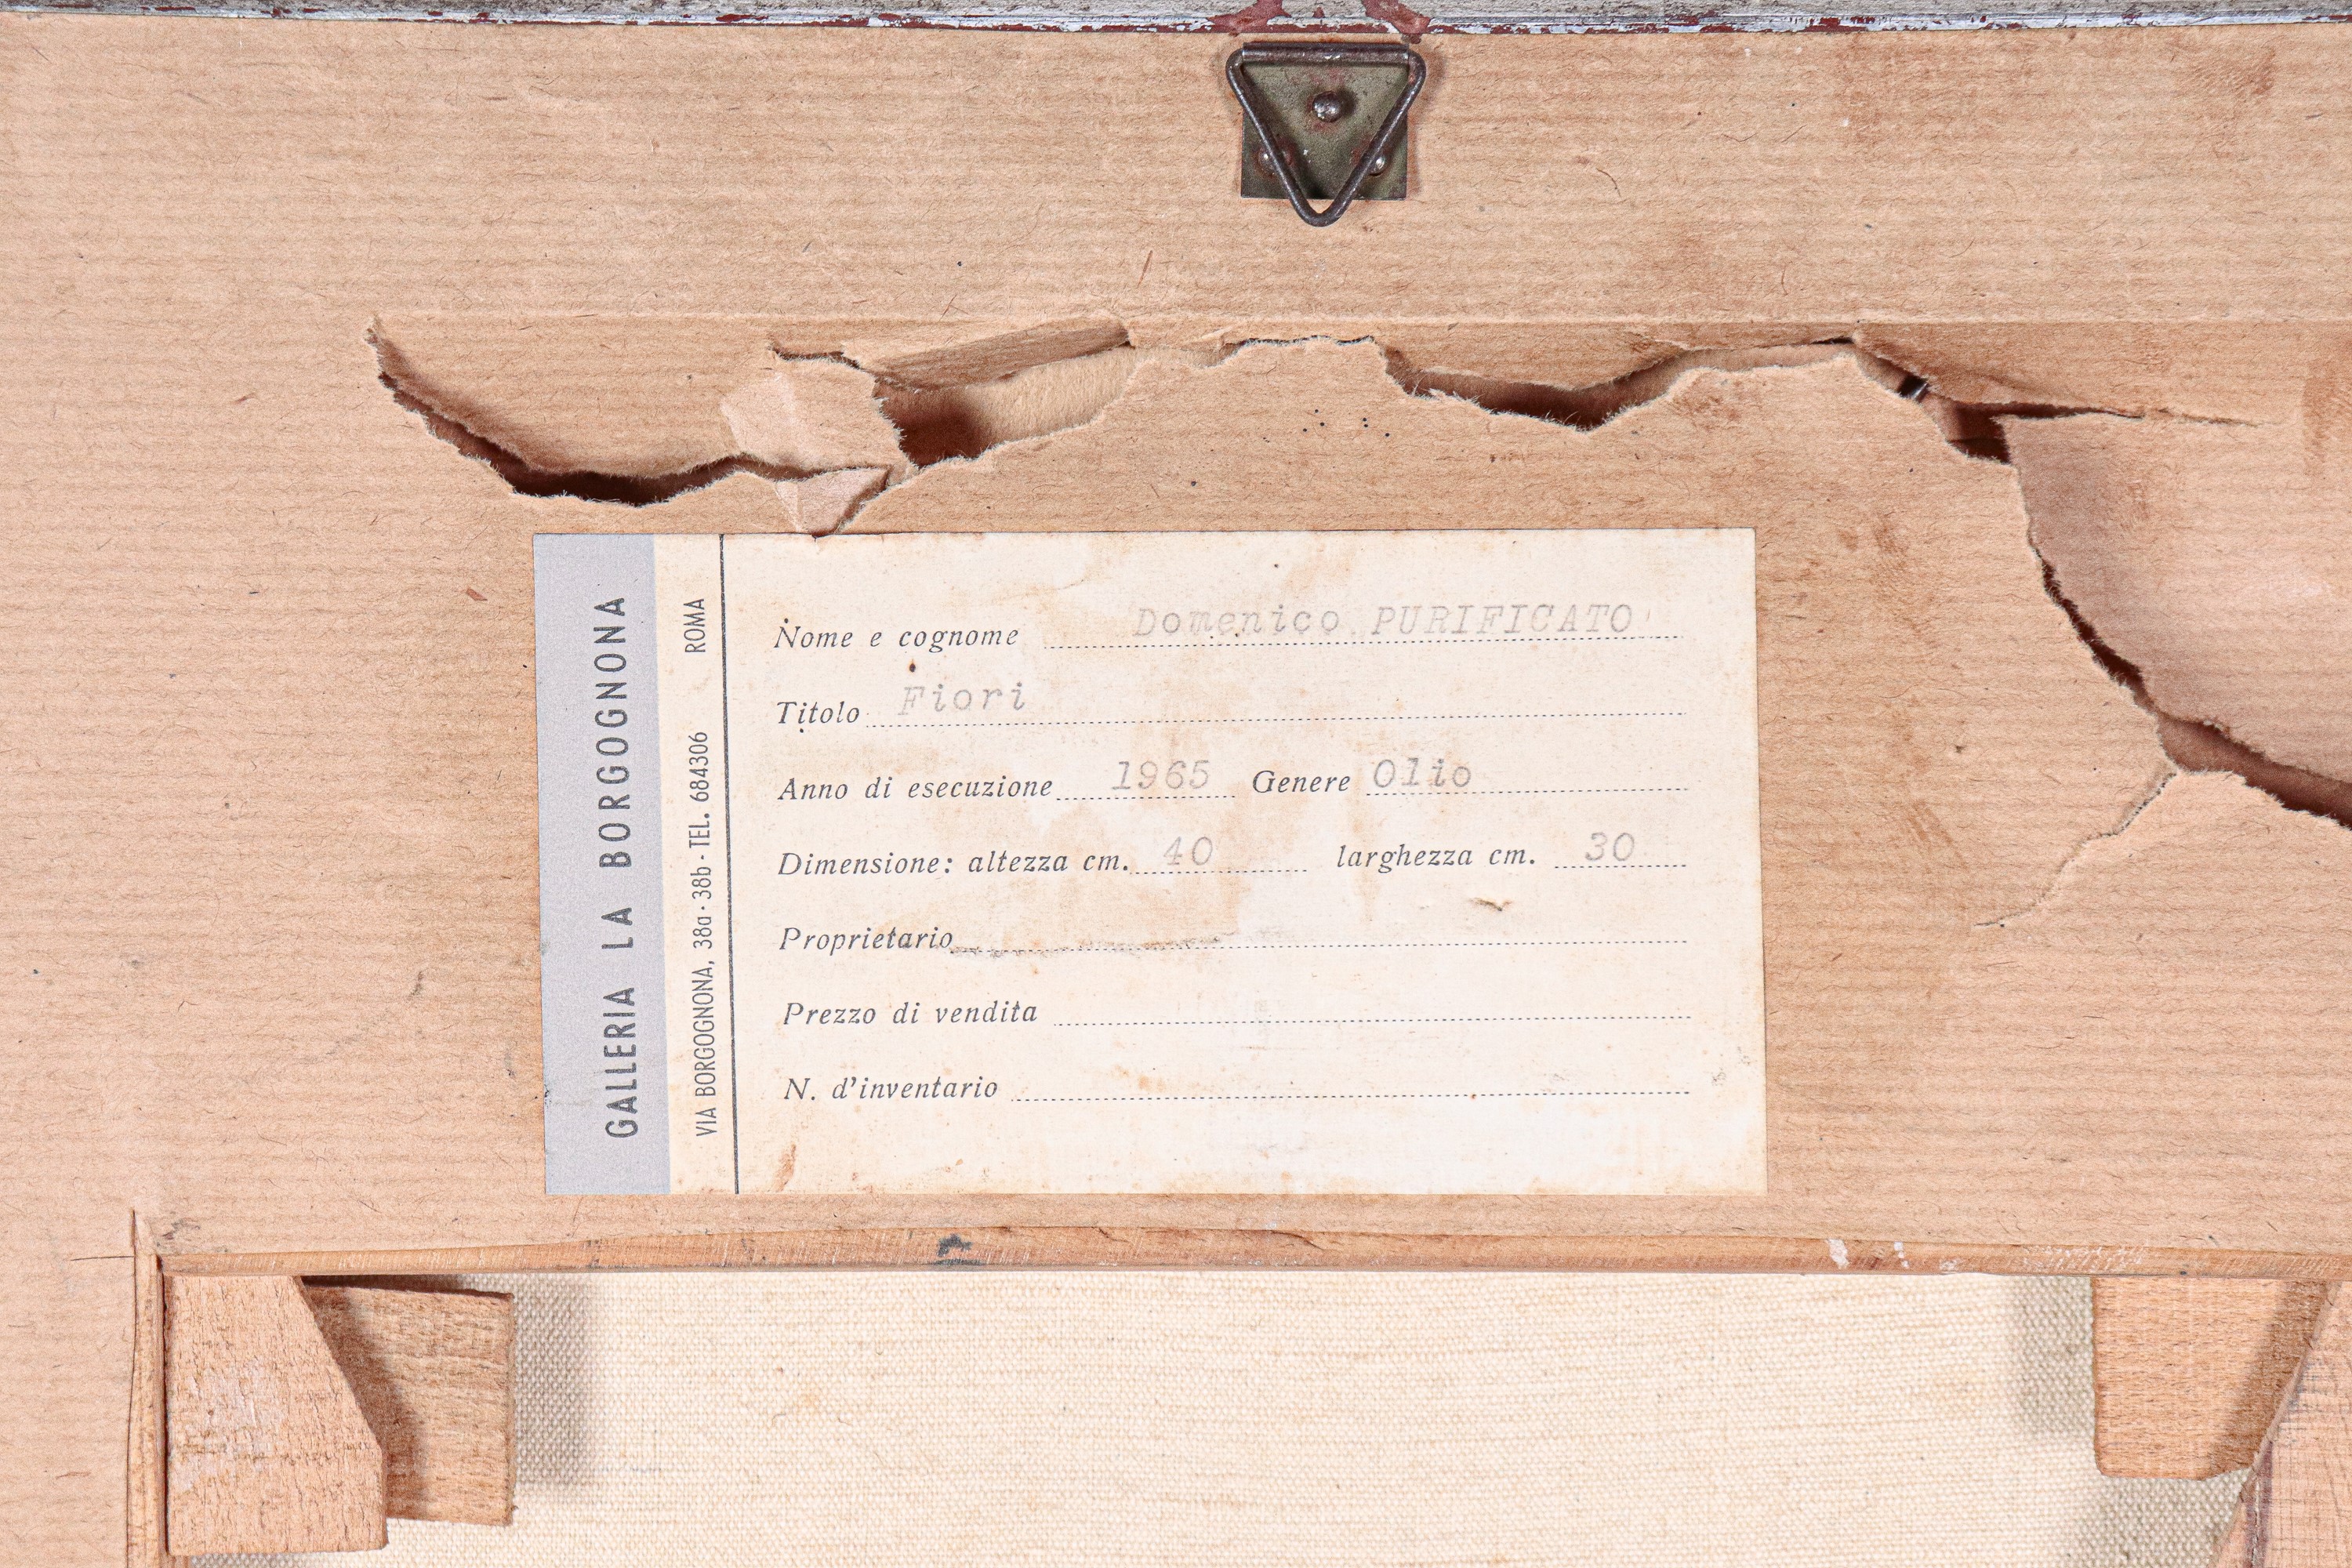 GALLERIA LA BORGOGNONA
VIA BORGOGNONA, 38a · 38b · TEL. 684306 ROMA
Nome e cognome Domenico PURIFICATO
Titolo Fiori
Anno di esecuzione 1965 Genere Olio
Dimensione: altezza cm. 40 larghezza cm. 30
Proprietario
Prezzo di vendita
N. d'inventario